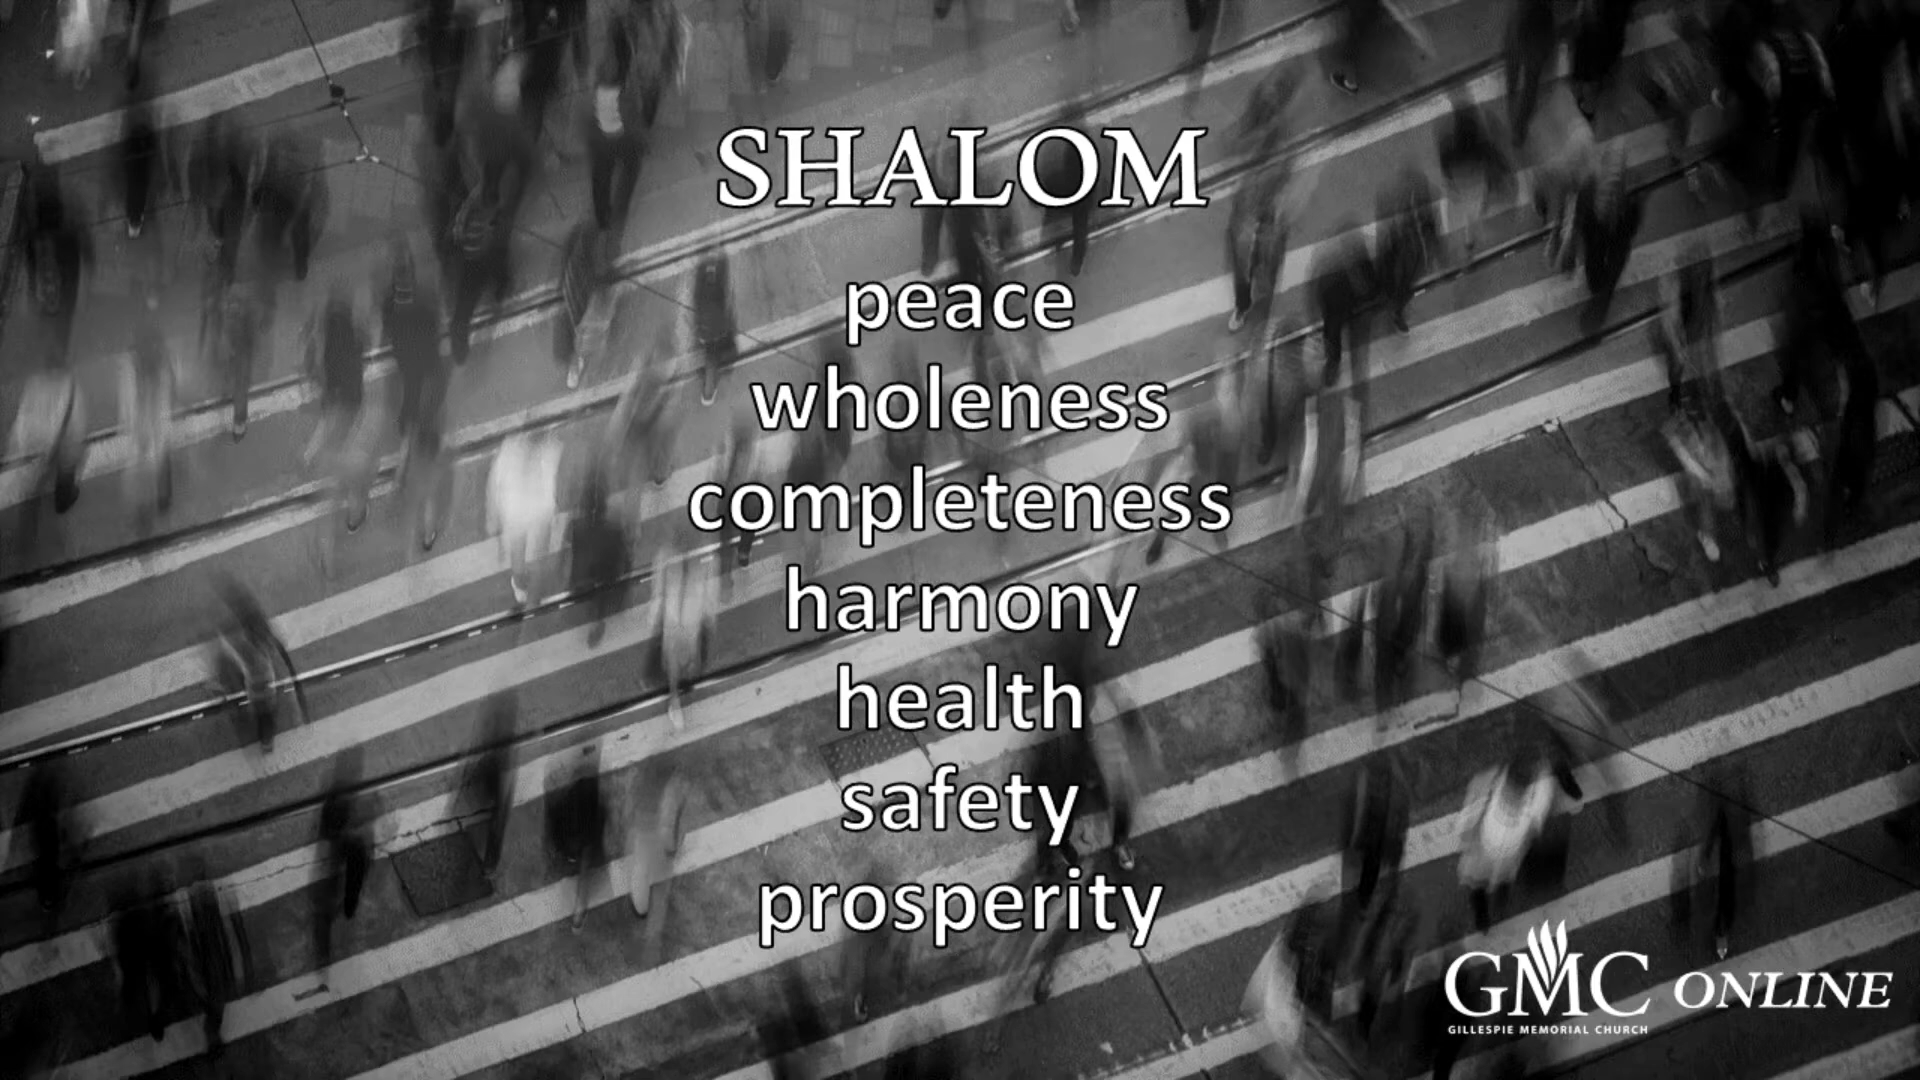 SHALOM
peace
wholeness
completeness
harmony
health
safety
prosperity
GMC ONLINE
GILLESPIE MEMORIAL CHURCH